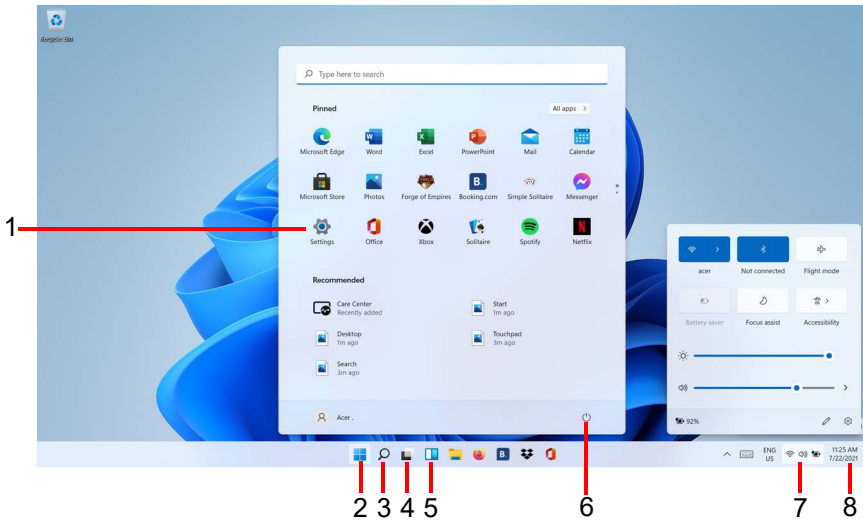 Recycle Bin
Type here to search
Pinned
All apps >
Microsoft Edge Word Excel PowerPoint Mail Calendar
Microsoft Store Photos Forge of Empires Booking.com Simple Solitaire Messenger
1
Settings Office Xbox Solitaire Spotify Netflix
Recommended
Care Center
Recently added
Start
1m ago
Desktop
1m ago
Touchpad
3m ago
Search
3m ago
Acer .
acer Not connected Flight mode
Battery saver Focus assist Accessibility
92%
ENG
US
11:25 AM
7/22/2021
2 3 4 5 6 7 8